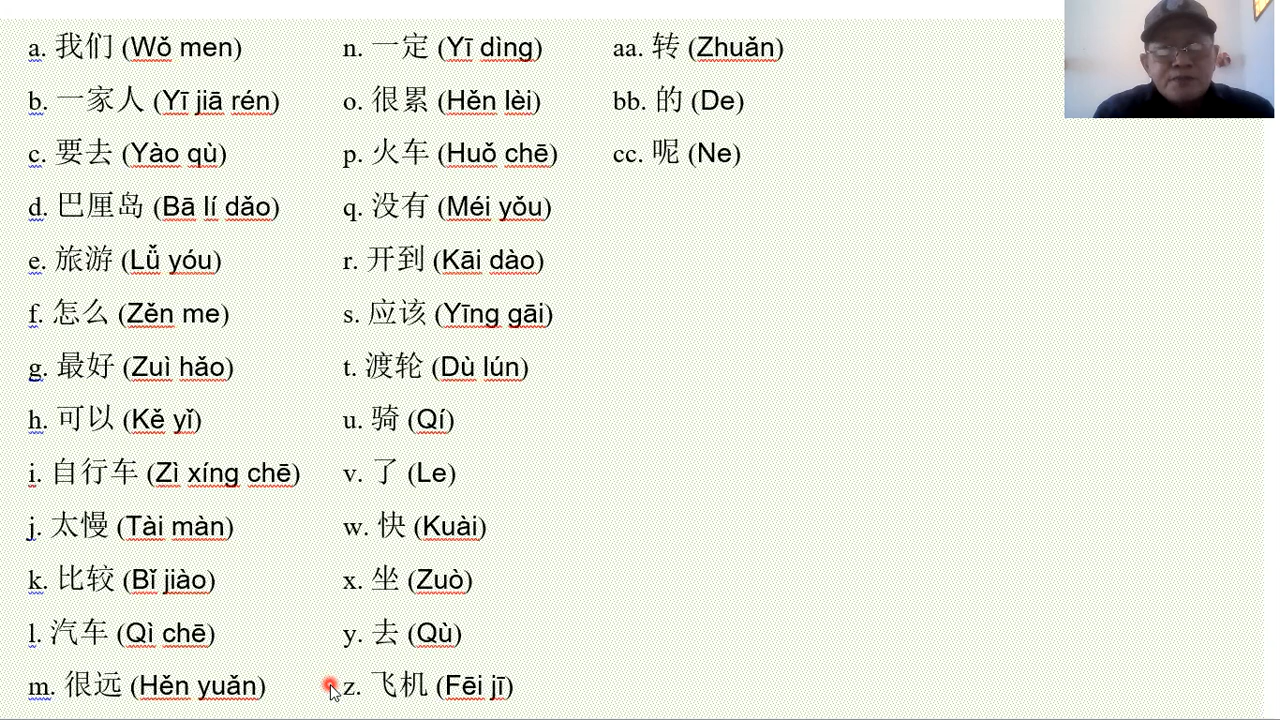 a. 我们 (Wǒ men)
b. 一家人 (Yī jiā rén)
c. 要去 (Yào qù)
d. 巴厘岛 (Bā lí dǎo)
e. 旅游 (Lǚ yóu)
f. 怎么 (Zěn me)
g. 最好 (Zuì hǎo)
h. 可以 (Kě yǐ)
i. 自行车 (Zì xíng chē)
j. 太慢 (Tài màn)
k. 比较 (Bǐ jiào)
l. 汽车 (Qì chē)
m. 很远 (Hěn yuǎn)
n. 一定 (Yī dìng)
o. 很累 (Hěn lèi)
p. 火车 (Huǒ chē)
q. 没有 (Méi yǒu)
r. 开到 (Kāi dào)
s. 应该 (Yīng gāi)
t. 渡轮 (Dù lún)
u. 骑 (Qí)
v. 了 (Le)
w. 快 (Kuài)
x. 坐 (Zuò)
y. 去 (Qù)
z. 飞机 (Fēi jī)
aa. 转 (Zhuǎn)
bb. 的 (De)
cc. 呢 (Ne)